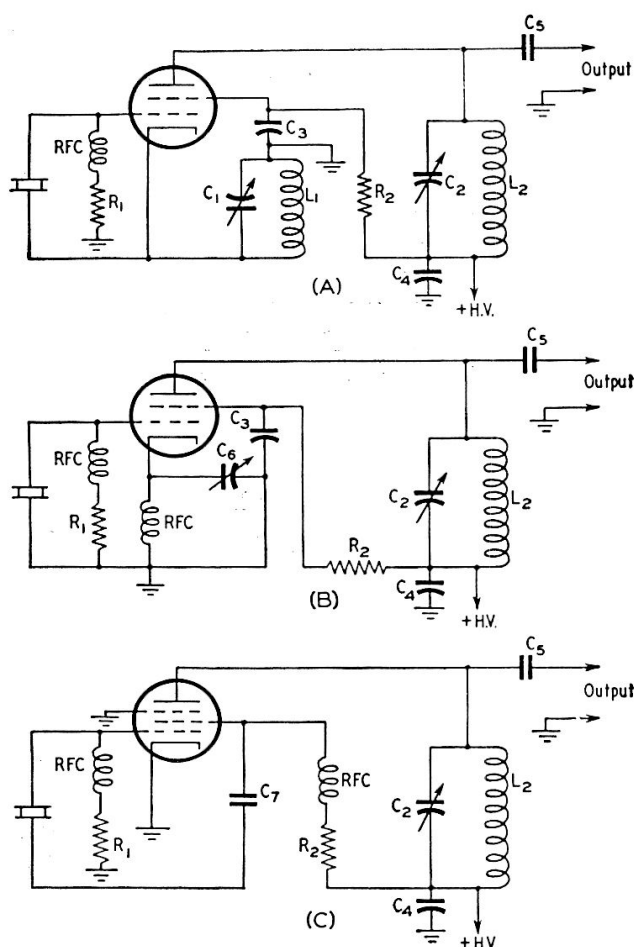 C5
Output
RFC
C3
R1
C1
L1
R2
C2
L2
C4
(A)
+H.V.
C5
Output
C3
C6
RFC
R1
RFC
C2
L2
R2
C4
(B)
+H.V.
C5
Output
RFC
R1
C7
RFC
R2
C2
L2
C4
(C)
+H.V